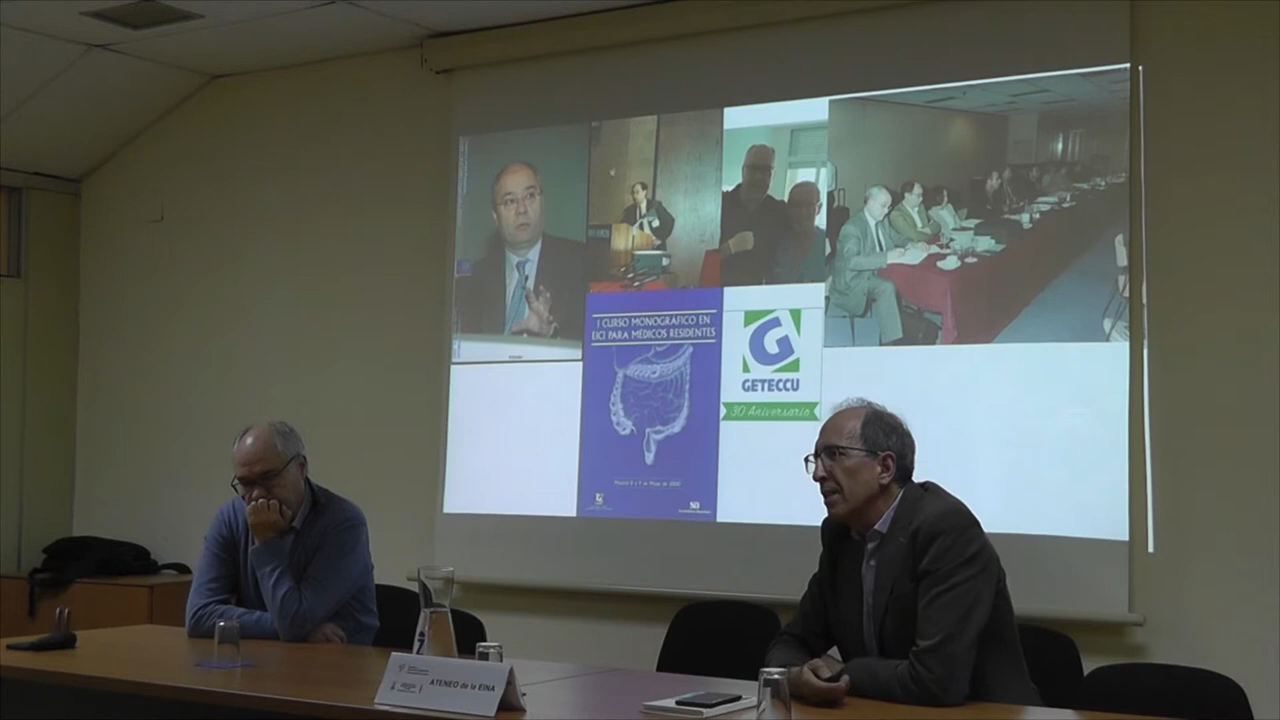 I CURSO MONOGRÁFICO EN
EICI PARA MÉDICOS RESIDENTES
G
GETECCU
30 Aniversario
ATENEO de la EINA